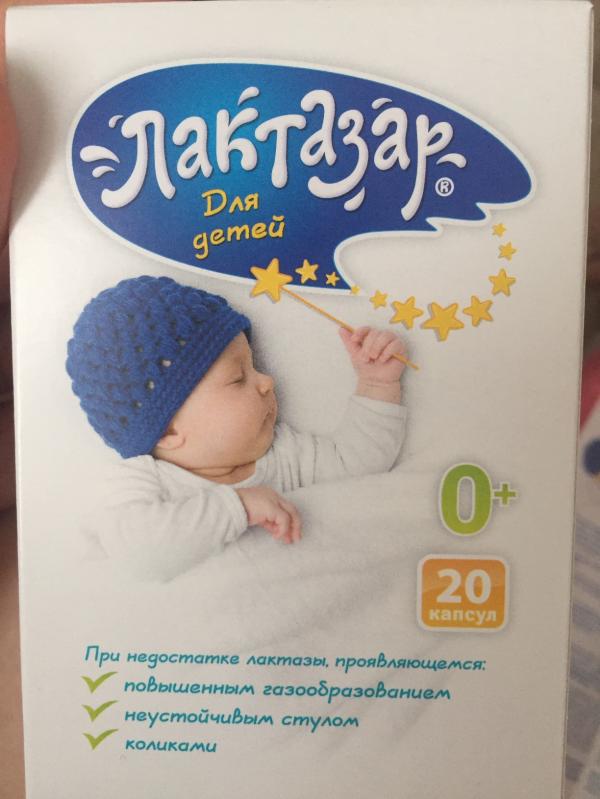 Лактазар®
Для
детей
0+
20
капсул
При недостатке лактазы, проявляющемся:
повышенным газообразованием
неустойчивым стулом
коликами